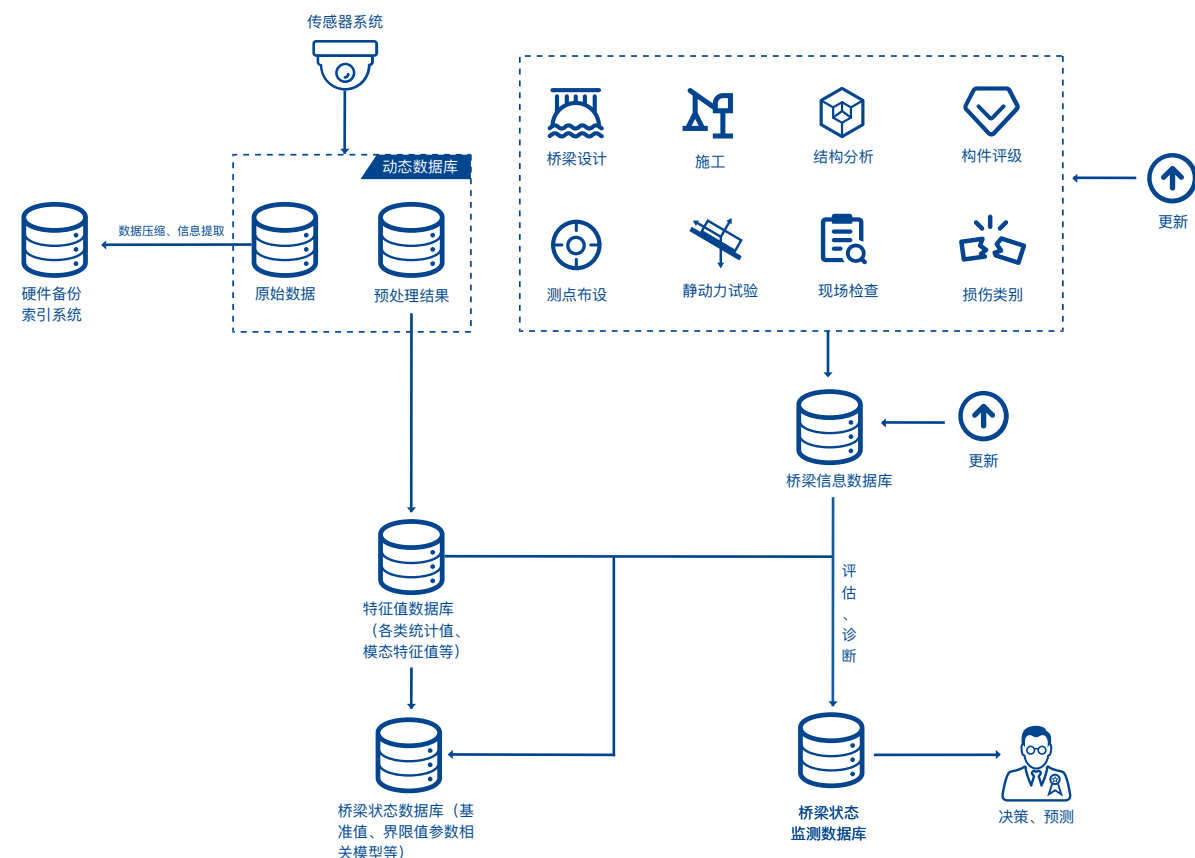 传感器系统
动态数据库
数据压缩、信息提取
硬件备份
索引系统
原始数据
预处理结果
桥梁设计
施工
结构分析
构件评级
测点布设
静动力试验
现场检查
损伤类别
更新
桥梁信息数据库
更新
特征值数据库
（各类统计值、
模态特征值等）
评
估
、
诊
断
桥梁状态数据库（基
准值、界限值参数相
关模型等）
桥梁状态
监测数据库
决策、预测